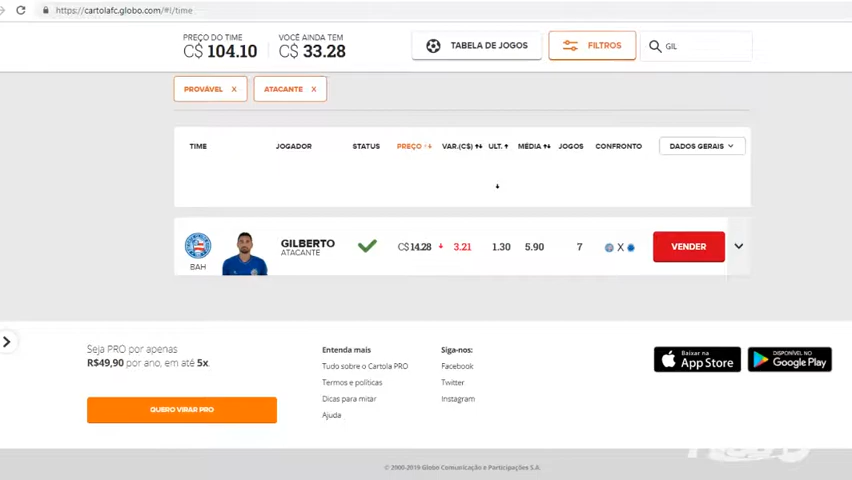 https://cartolafc.globo.com/#!/time
PREÇO DO TIME
C$ 104.10
VOCÊ AINDA TEM
C$ 33.28
TABELA DE JOGOS
FILTROS
GIL
PROVÁVEL X
ATACANTE X
TIME JOGADOR STATUS PREÇO VAR.(C$) ULT. MÉDIA JOGOS CONFRONTO DADOS GERAIS
BAH
GILBERTO
ATACANTE
C$ 14.28 3.21 1.30 5.90 7 X VENDER
Seja PRO por apenas
R$49,90 por ano, em até 5x.
QUERO VIRAR PRO
Entenda mais
Tudo sobre o Cartola PRO
Termos e políticas
Dicas para mitar
Ajuda
Siga-nos:
Facebook
Twitter
Instagram
Baixar na
App Store
DISPONÍVEL NO
Google Play
© 2000-2019 Globo Comunicação e Participações S.A.